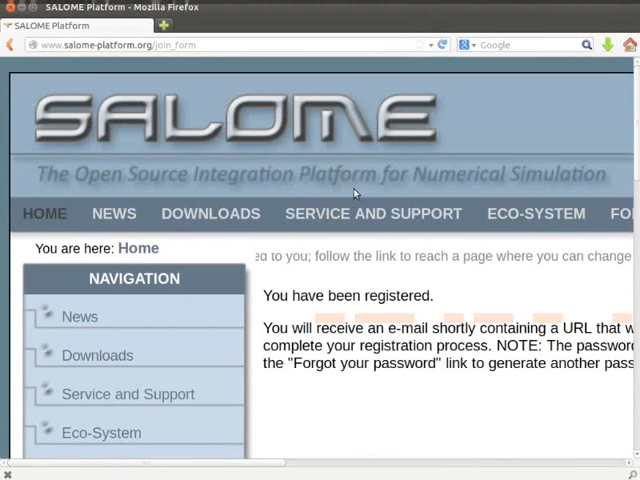 SALOME Platform - Mozilla Firefox
SALOME Platform
www.salome-platform.org/join_form
Google
SALOME
The Open Source Integration Platform for Numerical Simulation
HOME NEWS DOWNLOADS SERVICE AND SUPPORT ECO-SYSTEM FO
You are here: Home
ed to you; follow the link to reach a page where you can change
NAVIGATION
You have been registered.
News
You will receive an e-mail shortly containing a URL that w
complete your registration process. NOTE: The password
the "Forgot your password" link to generate another pass
Downloads
Service and Support
Eco-System